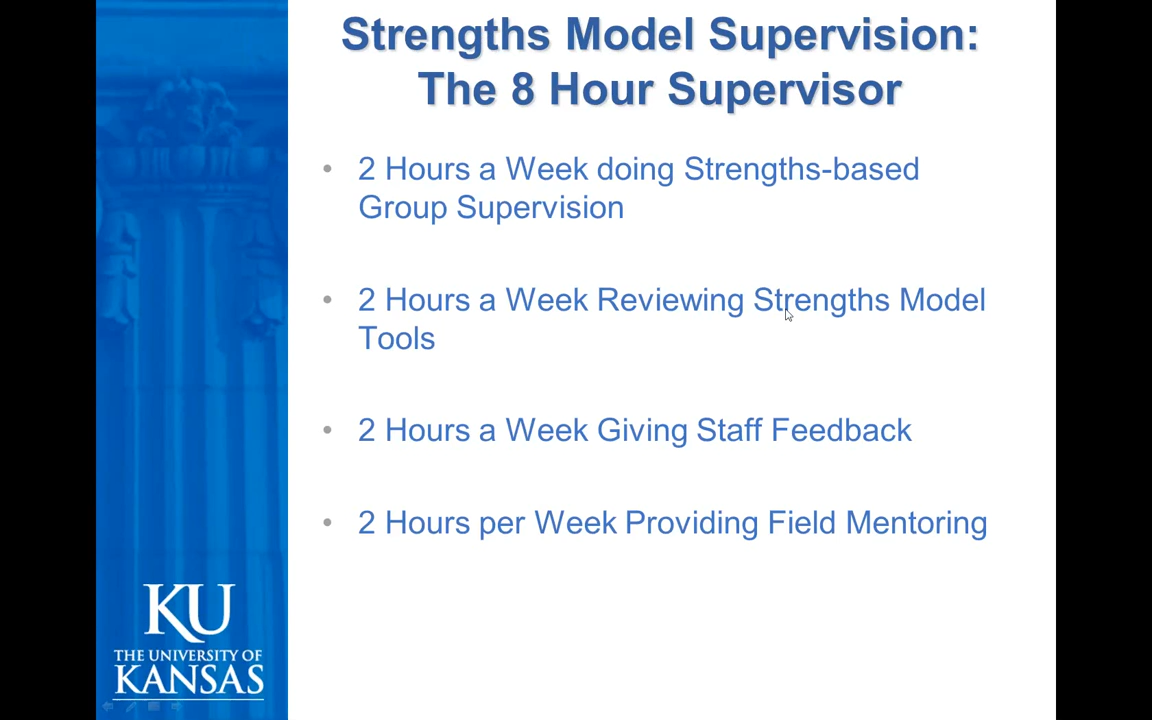 Strengths Model Supervision:
The 8 Hour Supervisor
• 2 Hours a Week doing Strengths-based
Group Supervision
• 2 Hours a Week Reviewing Strengths Model
Tools
• 2 Hours a Week Giving Staff Feedback
• 2 Hours per Week Providing Field Mentoring
KU
THE UNIVERSITY OF
KANSAS